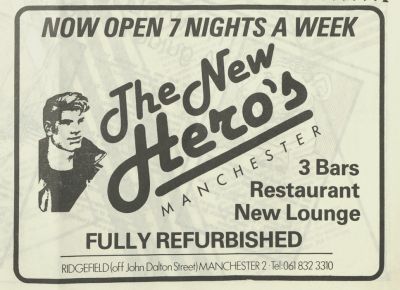 NOW OPEN 7 NIGHTS A WEEK
The New
Hero's
MANCHESTER
3 Bars
Restaurant
New Lounge
FULLY REFURBISHED
RIDGEFIELD (off John Dalton Street) MANCHESTER 2 · Tel: 061 832 3310